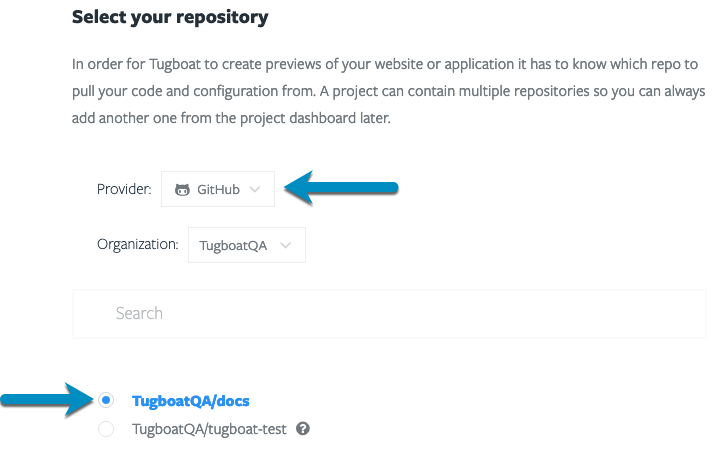 Select your repository
In order for Tugboat to create previews of your website or application it has to know which repo to
pull your code and configuration from. A project can contain multiple repositories so you can always
add another one from the project dashboard later.
Provider: GitHub
Organization: TugboatQA
Search
TugboatQA/docs
TugboatQA/tugboat-test ?